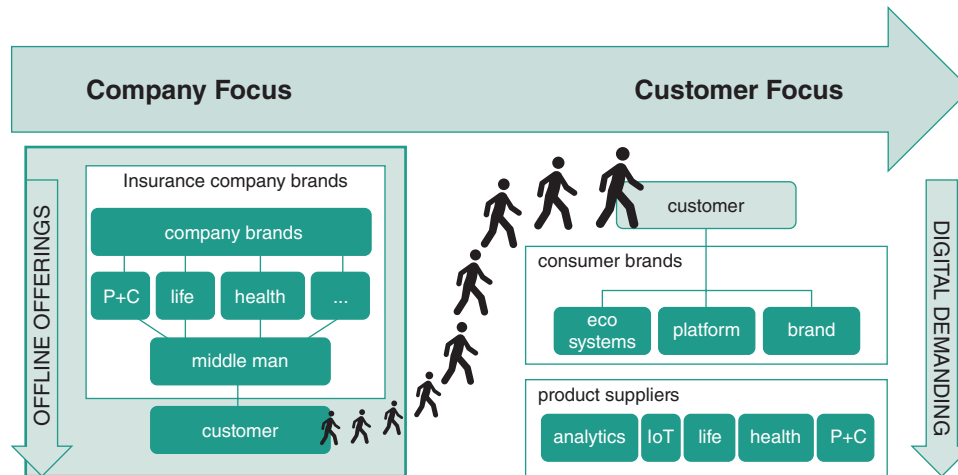 Company Focus
Customer Focus
OFFLINE OFFERINGS
Insurance company brands
company brands
P+C
life
health
...
middle man
customer
customer
consumer brands
eco
systems
platform
brand
product suppliers
analytics
IoT
life
health
P+C
DIGITAL DEMANDING